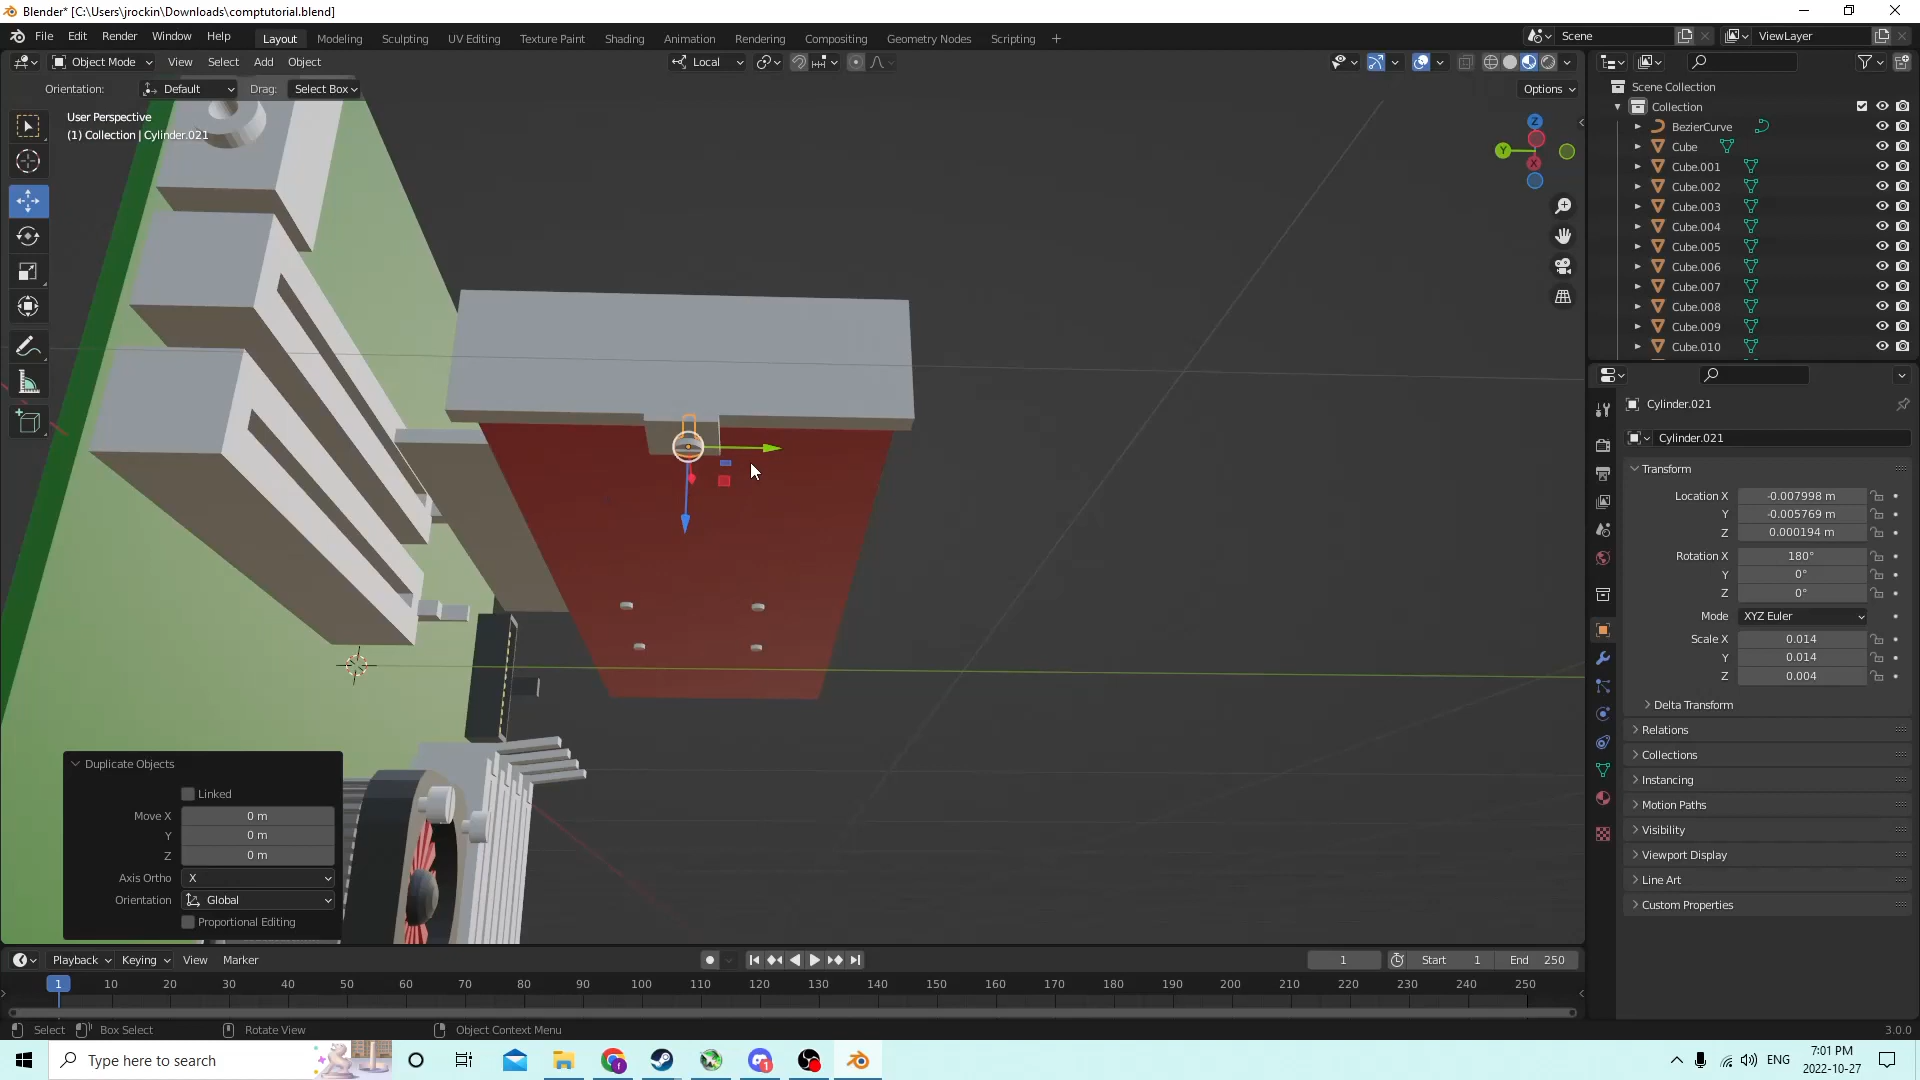 Blender* [C:\Users\jrockin\Downloads\comptutorial.blend]
File Edit Render Window Help
Layout Modeling Sculpting UV Editing Texture Paint Shading Animation Rendering Compositing Geometry Nodes Scripting +
Scene
ViewLayer
Object Mode View Select Add Object
Local
Orientation: Default Drag: Select Box
Options
User Perspective
(1) Collection | Cylinder.021
Z
Y
X
Scene Collection
Collection
BezierCurve
Cube
Cube.001
Cube.002
Cube.003
Cube.004
Cube.005
Cube.006
Cube.007
Cube.008
Cube.009
Cube.010
Cylinder.021
Cylinder.021
Transform
Location X -0.007998 m
Y -0.005769 m
Z 0.000194 m
Rotation X 180°
Y 0°
Z 0°
Mode XYZ Euler
Scale X 0.014
Y 0.014
Z 0.004
Delta Transform
Relations
Collections
Instancing
Motion Paths
Visibility
Viewport Display
Line Art
Custom Properties
Duplicate Objects
Linked
Move X 0 m
Y 0 m
Z 0 m
Axis Ortho X
Orientation Global
Proportional Editing
Playback Keying View Marker
1 Start 1 End 250
1 10 20 30 40 50 60 70 80 90 100 110 120 130 140 150 160 170 180 190 200 210 220 230 240 250
Select Box Select Rotate View Object Context Menu
3.0.0
Type here to search
1
ENG
7:01 PM
2022-10-27